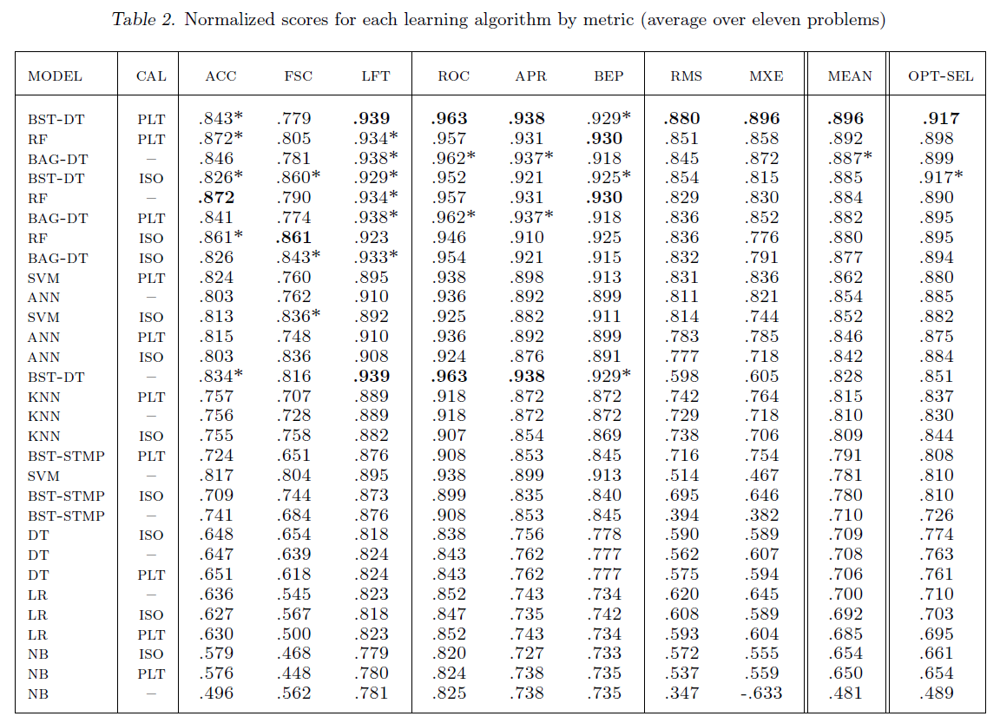 Table 2. Normalized scores for each learning algorithm by metric (average over eleven problems)
MODEL CAL ACC FSC LFT ROC APR BEP RMS MXE MEAN OPT-SEL
BST-DT PLT .843* .779 .939 .963 .938 .929* .880 .896 .896 .917
RF PLT .872* .805 .934* .957 .931 .930 .851 .858 .892 .898
BAG-DT – .846 .781 .938* .962* .937* .918 .845 .872 .887* .899
BST-DT ISO .826* .860* .929* .952 .921 .925* .854 .815 .885 .917*
RF – .872 .790 .934* .957 .931 .930 .829 .830 .884 .890
BAG-DT PLT .841 .774 .938* .962* .937* .918 .836 .852 .882 .895
RF ISO .861* .861 .923 .946 .910 .925 .836 .776 .880 .895
BAG-DT ISO .826 .843* .933* .954 .921 .915 .832 .791 .877 .894
SVM PLT .824 .760 .895 .938 .898 .913 .831 .836 .862 .880
ANN – .803 .762 .910 .936 .892 .899 .811 .821 .854 .885
SVM ISO .813 .836* .892 .925 .882 .911 .814 .744 .852 .882
ANN PLT .815 .748 .910 .936 .892 .899 .783 .785 .846 .875
ANN ISO .803 .836 .908 .924 .876 .891 .777 .718 .842 .884
BST-DT – .834* .816 .939 .963 .938 .929* .598 .605 .828 .851
KNN PLT .757 .707 .889 .918 .872 .872 .742 .764 .815 .837
KNN – .756 .728 .889 .918 .872 .872 .729 .718 .810 .830
KNN ISO .755 .758 .882 .907 .854 .869 .738 .706 .809 .844
BST-STMP PLT .724 .651 .876 .908 .853 .845 .716 .754 .791 .808
SVM – .817 .804 .895 .938 .899 .913 .514 .467 .781 .810
BST-STMP ISO .709 .744 .873 .899 .835 .840 .695 .646 .780 .810
BST-STMP – .741 .684 .876 .908 .853 .845 .394 .382 .710 .726
DT ISO .648 .654 .818 .838 .756 .778 .590 .589 .709 .774
DT – .647 .639 .824 .843 .762 .777 .562 .607 .708 .763
DT PLT .651 .618 .824 .843 .762 .777 .575 .594 .706 .761
LR – .636 .545 .823 .852 .743 .734 .620 .645 .700 .710
LR ISO .627 .567 .818 .847 .735 .742 .608 .589 .692 .703
LR PLT .630 .500 .823 .852 .743 .734 .593 .604 .685 .695
NB ISO .579 .468 .779 .820 .727 .733 .572 .555 .654 .661
NB PLT .576 .448 .780 .824 .738 .735 .537 .559 .650 .654
NB – .496 .562 .781 .825 .738 .735 .347 -.633 .481 .489